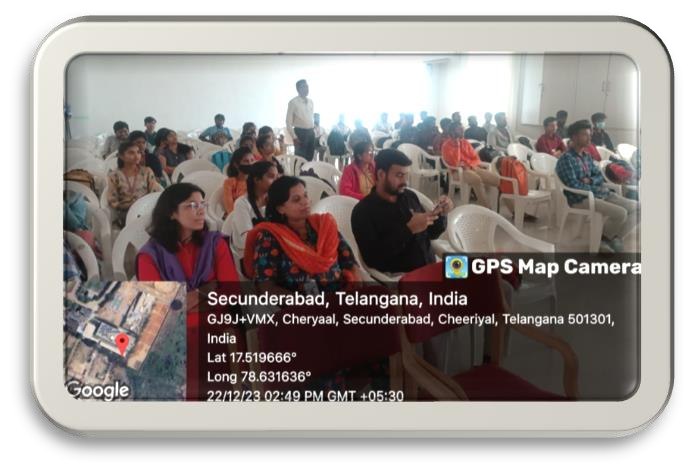 GPS Map Camera
Secunderabad, Telangana, India
GJ9J+VMX, Cheryaal, Secunderabad, Cheeriyal, Telangana 501301,
India
Lat 17.519666°
Long 78.631636°
22/12/23 02:49 PM GMT +05:30
Google